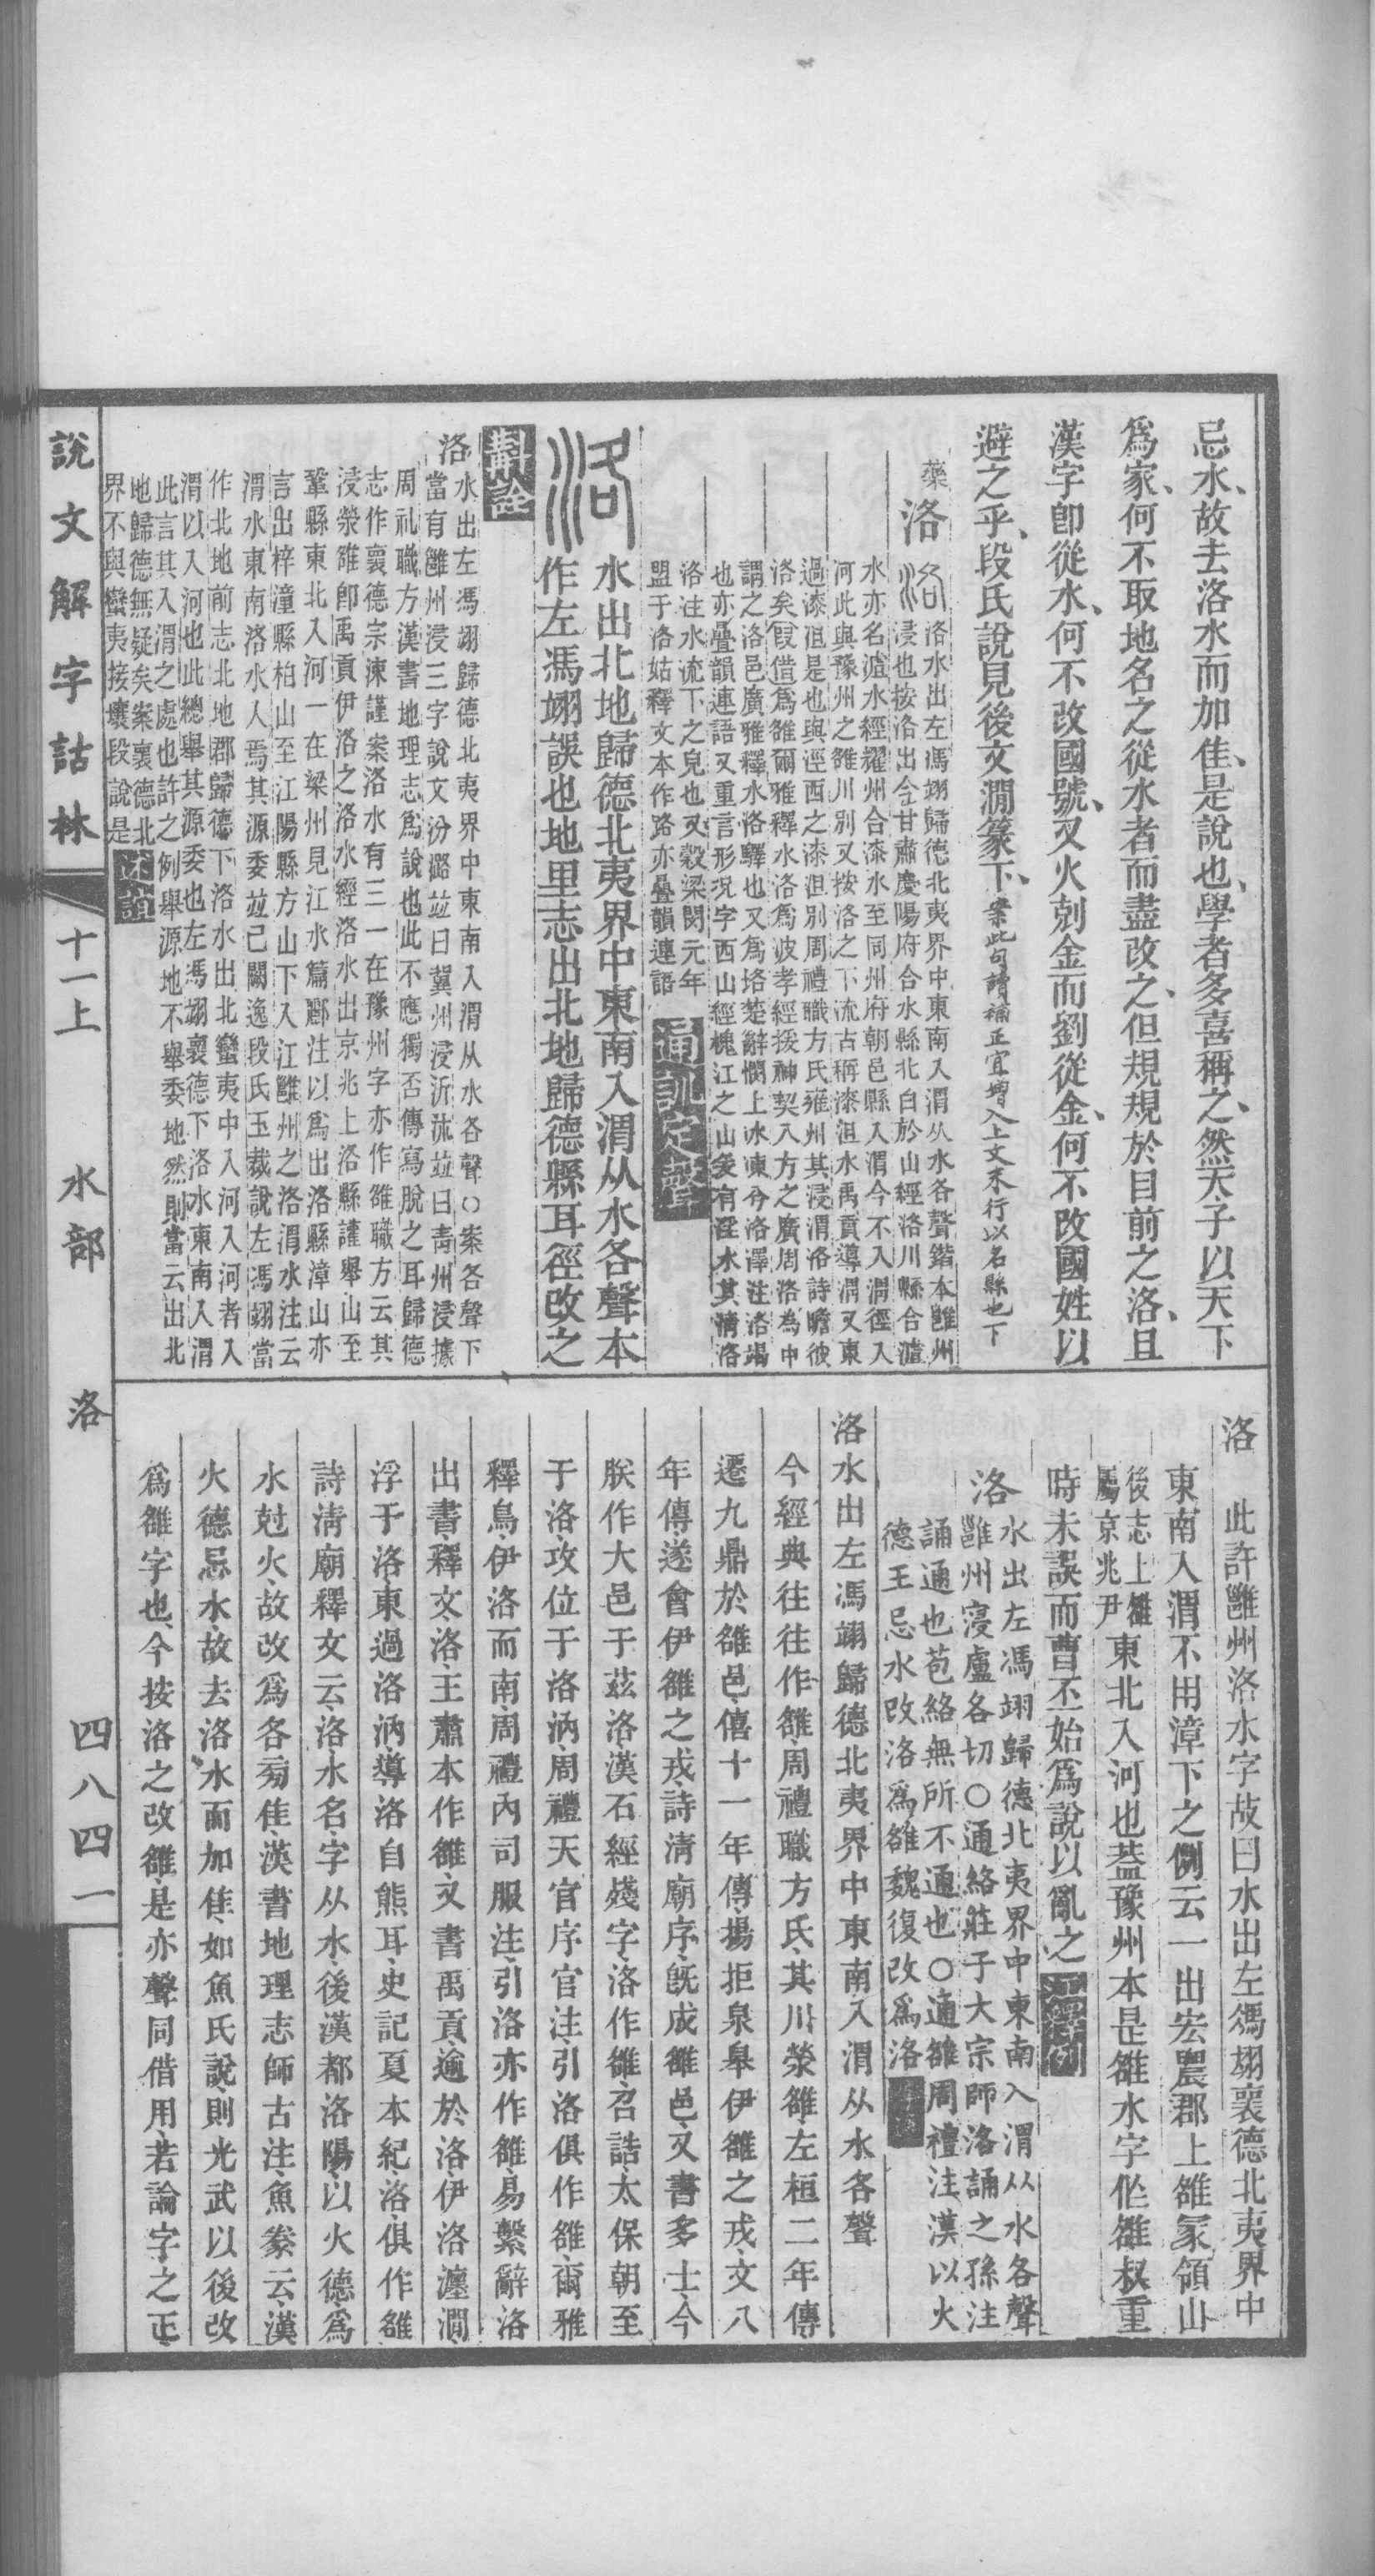 忌水、故去洛水而加隹、是說也、學者多喜稱之、然天子以天下
爲家、何不取地名之從水者而盡改之、但規規於目前之洛、且
漢字卽從水、何不改國號、又火剋金而劉從金、何不改國姓以
避之乎、段氏說見後文澗篆下、案此句讀補正宜增入上文末行以名縣也下
藥
洛
洛水出左馮翊歸德北夷界中東南入渭从水各聲鍇本雝州
浸也按洛出今甘肅慶陽府合水縣北自於山經洛川縣合瀘
水亦名瀘水經耀州合漆水至同州府朝邑縣入渭今不入渭徑入
河此與豫州之雒川別又按洛之下流古稱漆沮水禹貢導渭又東
過漆沮是也與涇西之漆沮別周禮職方氏雍州其浸渭洛詩瞻彼
洛矣叚借爲雒爾雅釋水洛爲波孝經援神契八方之廣周洛為中
謂之洛邑廣雅釋水洛驛也又爲垎楚辭憫上冰凍兮洛澤注洛竭
也亦疊韻連語又重言形況字西山經槐江之山爰有淫水其淸洛
洛注水流下之皃也又穀梁閔元年
盟于洛姑釋文本作路亦疊韻連語
通訓定聲
水出北地歸德北夷界中東南入渭从水各聲本
作左馮翊誤也地里志出北地歸德縣耳徑改之
斠詮
洛
水出左馮翊歸德北夷界中東南入渭从水各聲○案各聲下
當有雝州浸三字說文汾潞竝曰冀州浸沂沭竝曰靑州浸據
周礼職方漢書地理志爲說也此不應獨否傳寫脫之耳歸德
志作襄德宗涑謹案洛水有三一在豫州字亦作雒職方云其
浸滎雒卽禹貢伊洛之洛水經洛水出京兆上洛縣讙舉山至
鞏縣東北入河一在梁州見江水篇酈注以爲出洛縣漳山亦
言出梓潼縣柏山至江陽縣方山下入江雝州之洛渭水注云
渭水東南洛水入焉其源委竝已闕逸段氏玉裁說左馮翊當
作北地前志北地郡歸德下洛水出北蠻夷中入河入河者入
渭以入河也此總舉其源委也左馮翊襄德下洛水東南入渭
此言其入渭之處也許之例舉源地不舉委地然則當云出北
地歸德無疑矣案襄德北
界不與蠻夷接壤段說是
洛 此許雝州洛水字故曰水出左馮翊襄德北夷界中
東南入渭不用漳下之例云一出宏農郡上雒冢領山
後志上雒
屬京兆尹
東北入河也葢豫州本是雒水字伀雒叔重
時未誤而曹丕始爲說以亂之
釋例
洛
水出左馮翊歸德北夷界中東南入渭从水各聲
雝州寖盧各切○通絡莊子大宗師洛誦之孫注
誦通也苞絡無所不通也○通雒周禮注漢以火
德王忌水改洛爲雒魏復改爲洛
洛水出左馮翊歸德北夷界中東南入渭从水各聲
今經典往往作雒、周禮職方氏、其川滎雒、左桓二年傳、
遷九鼎於雒邑、僖十一年傳、揚拒泉皋伊雒之戎、文八
年傳、遂會伊雒之戎、詩淸廟序、旣成雒邑、又書多士、今
朕作大邑于茲洛、漢石經殘字、洛作雒、召誥、太保朝至
于洛、攻位于洛汭、周禮天官序官注、引洛俱作雒、爾雅
釋鳥、伊洛而南、周禮內司服注、引洛亦作雒、易繫辭洛
出書、釋文、洛、王肅本作雒、又書禹貢、逾於洛、伊洛瀍澗、
浮于洛、東過洛汭、導洛自熊耳、史記夏本紀、洛、俱作雒
詩淸廟釋文云、洛水名、字从水、後漢都洛陽、以火德、爲
水尅火、故改爲各旁隹、漢書地理志師古注、魚豢云、漢
火德忌水、故去洛水而加隹、如魚氏說、則光武以後改
爲雒字也、今按洛之改雒、是亦聲同借用、若論字之正、
說文解字詁林
十一上
水部
洛
四八四一